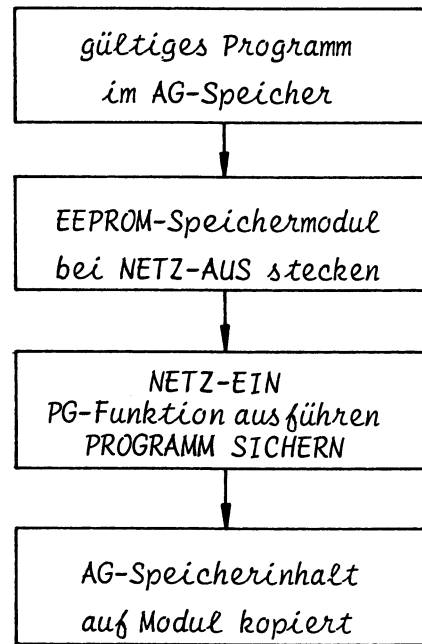 gültiges Programm
im AG-Speicher
EEPROM-Speichermodul
bei NETZ-AUS stecken
NETZ-EIN
PG-Funktion ausführen
PROGRAMM SICHERN
AG-Speicherinhalt
auf Modul kopiert